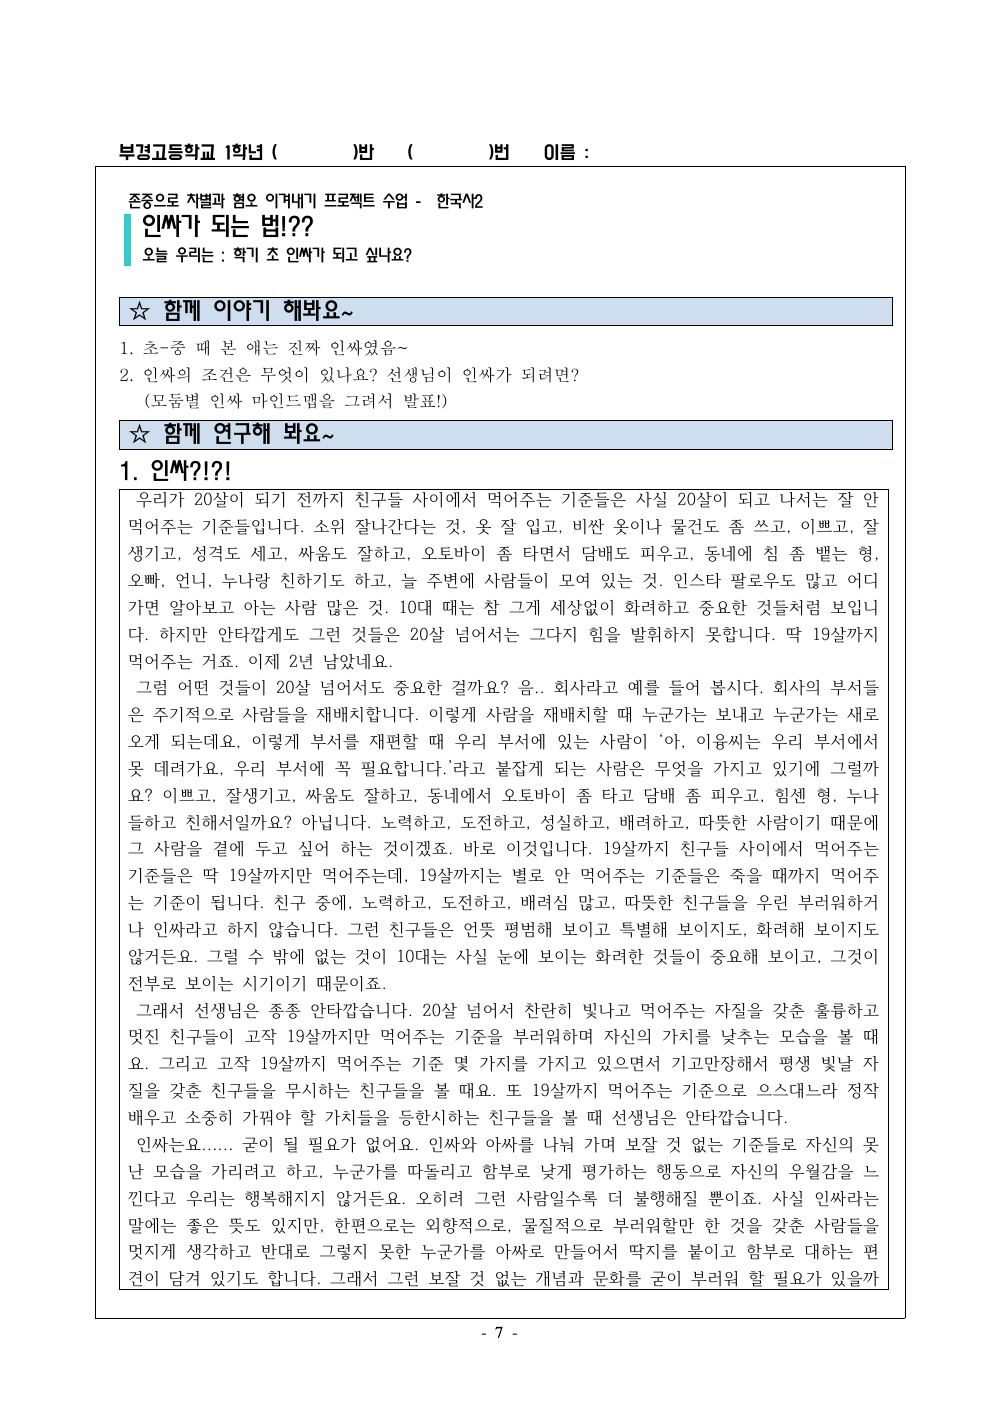 부경고등학교 1학년 (          )반    (          )번    이름 :
존중으로 차별과 혐오 이겨내기 프로젝트 수업 -  한국사2
인싸가 되는 법!??
오늘 우리는 : 학기 초 인싸가 되고 싶나요?
☆ 함께 이야기 해봐요~
1. 초-중 때 본 애는 진짜 인싸였음~
2. 인싸의 조건은 무엇이 있나요? 선생님이 인싸가 되려면?
(모둠별 인싸 마인드맵을 그려서 발표!)
☆ 함께 연구해 봐요~
1. 인싸?!?!
우리가 20살이 되기 전까지 친구들 사이에서 먹어주는 기준들은 사실 20살이 되고 나서는 잘 안
먹어주는 기준들입니다. 소위 잘나간다는 것, 옷 잘 입고, 비싼 옷이나 물건도 좀 쓰고, 이쁘고, 잘
생기고, 성격도 세고, 싸움도 잘하고, 오토바이 좀 타면서 담배도 피우고, 동네에 침 좀 뱉는 형,
오빠, 언니, 누나랑 친하기도 하고, 늘 주변에 사람들이 모여 있는 것. 인스타 팔로우도 많고 어디
가면 알아보고 아는 사람 많은 것. 10대 때는 참 그게 세상없이 화려하고 중요한 것들처럼 보입니
다. 하지만 안타깝게도 그런 것들은 20살 넘어서는 그다지 힘을 발휘하지 못합니다. 딱 19살까지
먹어주는 거죠. 이제 2년 남았네요.
그럼 어떤 것들이 20살 넘어서도 중요한 걸까요? 음.. 회사라고 예를 들어 봅시다. 회사의 부서들
은 주기적으로 사람들을 재배치합니다. 이렇게 사람을 재배치할 때 누군가는 보내고 누군가는 새로
오게 되는데요, 이렇게 부서를 재편할 때 우리 부서에 있는 사람이 ‘아, 이융씨는 우리 부서에서
못 데려가요, 우리 부서에 꼭 필요합니다.’라고 붙잡게 되는 사람은 무엇을 가지고 있기에 그럴까
요? 이쁘고, 잘생기고, 싸움도 잘하고, 동네에서 오토바이 좀 타고 담배 좀 피우고, 힘센 형, 누나
들하고 친해서일까요? 아닙니다. 노력하고, 도전하고, 성실하고, 배려하고, 따뜻한 사람이기 때문에
그 사람을 곁에 두고 싶어 하는 것이겠죠. 바로 이것입니다. 19살까지 친구들 사이에서 먹어주는
기준들은 딱 19살까지만 먹어주는데, 19살까지는 별로 안 먹어주는 기준들은 죽을 때까지 먹어주
는 기준이 됩니다. 친구 중에, 노력하고, 도전하고, 배려심 많고, 따뜻한 친구들을 우린 부러워하거
나 인싸라고 하지 않습니다. 그런 친구들은 언뜻 평범해 보이고 특별해 보이지도, 화려해 보이지도
않거든요. 그럴 수 밖에 없는 것이 10대는 사실 눈에 보이는 화려한 것들이 중요해 보이고, 그것이
전부로 보이는 시기이기 때문이죠.
그래서 선생님은 종종 안타깝습니다. 20살 넘어서 찬란히 빛나고 먹어주는 자질을 갖춘 훌륭하고
멋진 친구들이 고작 19살까지만 먹어주는 기준을 부러워하며 자신의 가치를 낮추는 모습을 볼 때
요. 그리고 고작 19살까지 먹어주는 기준 몇 가지를 가지고 있으면서 기고만장해서 평생 빛날 자
질을 갖춘 친구들을 무시하는 친구들을 볼 때요. 또 19살까지 먹어주는 기준으로 으스대느라 정작
배우고 소중히 가꿔야 할 가치들을 등한시하는 친구들을 볼 때 선생님은 안타깝습니다.
인싸는요…… 굳이 될 필요가 없어요. 인싸와 아싸를 나눠 가며 보잘 것 없는 기준들로 자신의 못
난 모습을 가리려고 하고, 누군가를 따돌리고 함부로 낮게 평가하는 행동으로 자신의 우월감을 느
낀다고 우리는 행복해지지 않거든요. 오히려 그런 사람일수록 더 불행해질 뿐이죠. 사실 인싸라는
말에는 좋은 뜻도 있지만, 한편으로는 외향적으로, 물질적으로 부러워할만 한 것을 갖춘 사람들을
멋지게 생각하고 반대로 그렇지 못한 누군가를 아싸로 만들어서 딱지를 붙이고 함부로 대하는 편
견이 담겨 있기도 합니다. 그래서 그런 보잘 것 없는 개념과 문화를 굳이 부러워 할 필요가 있을까
- 7 -